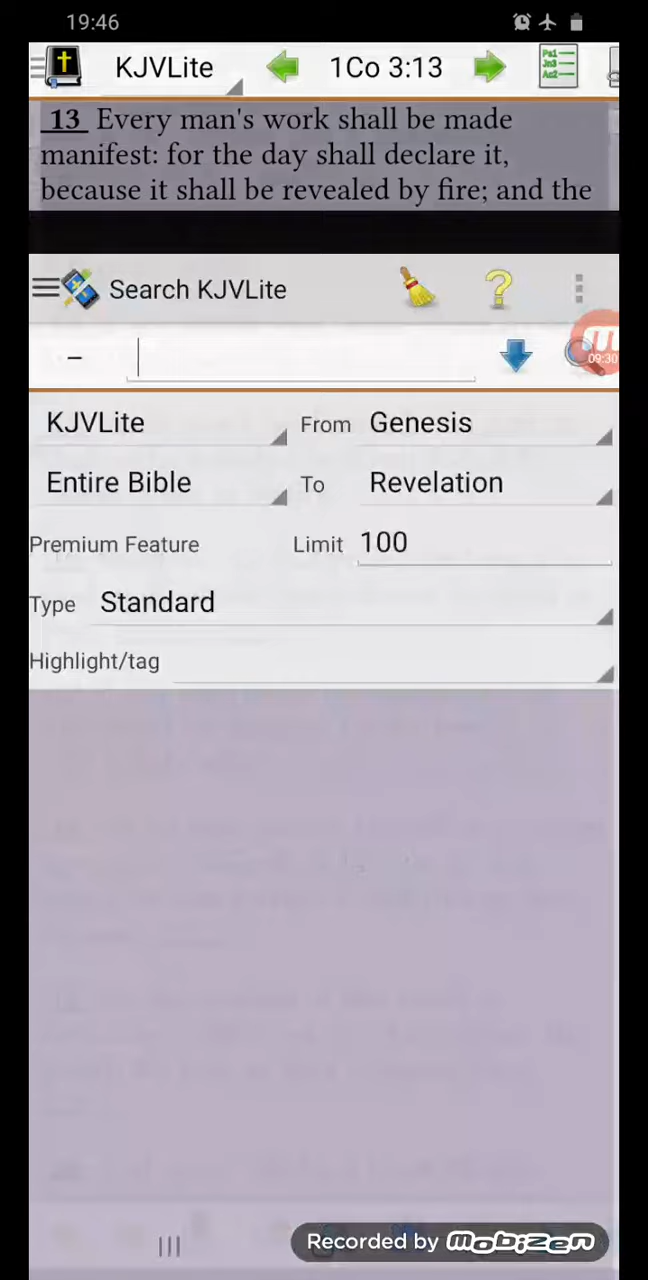 19:46
KJVLite 1Co 3:13
13 Every man's work shall be made
manifest: for the day shall declare it,
because it shall be revealed by fire; and the
Search KJVLite
–
09:30
KJVLite From Genesis
Entire Bible To Revelation
Premium Feature Limit 100
Type Standard
Highlight/tag
Recorded by mobizen